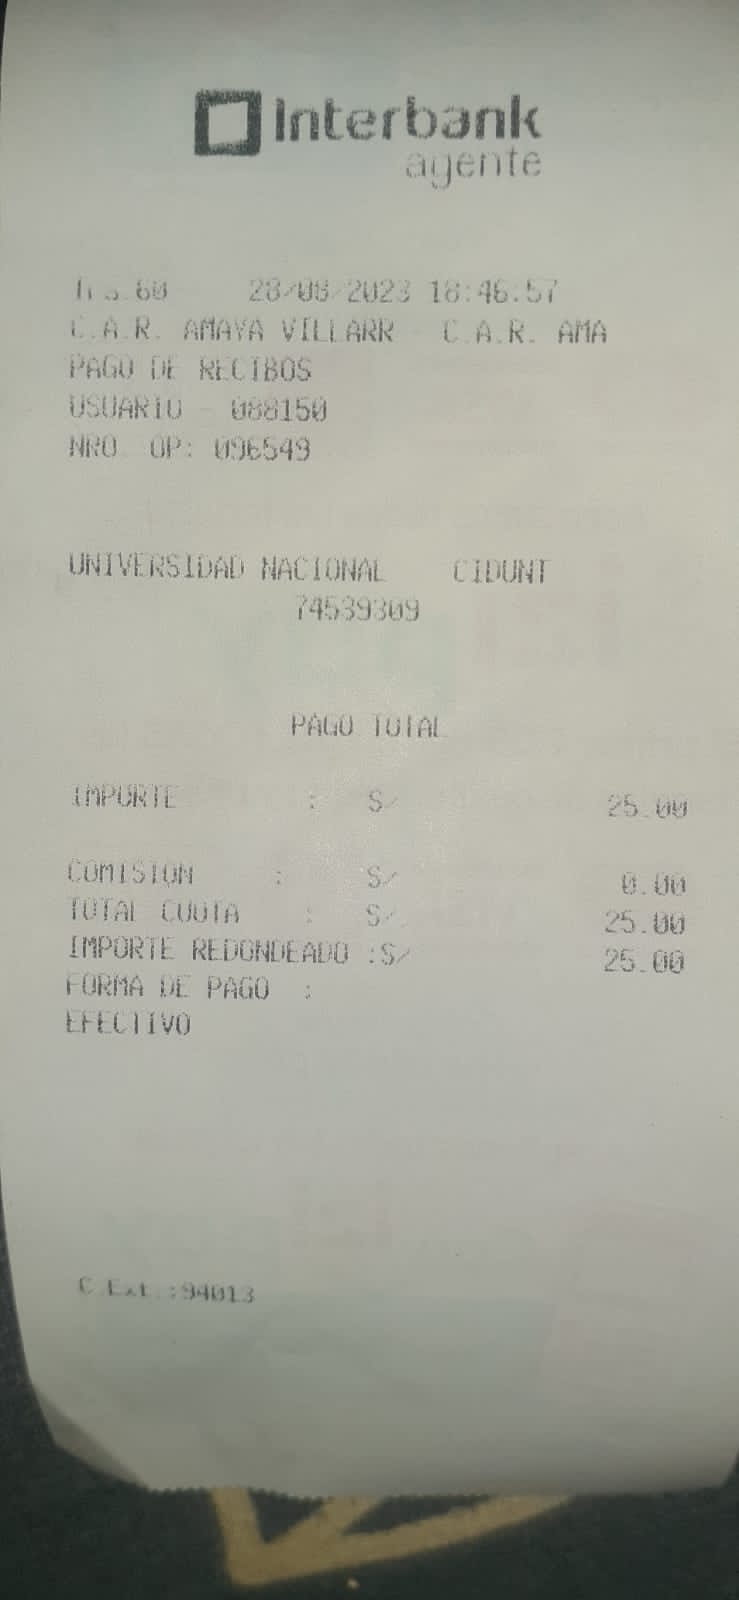 Interbank
agente
28/08/2023 18:46:57
C.A.R. AMAYA VILLARR - C.A.R. AMA
PAGO DE RECIBOS
USUARIO - 088150
NRO. OP: 096549
UNIVERSIDAD NACIONAL CIDUNT
74539309
PAGO TOTAL
IMPORTE : S/ 25.00
COMISION : S/ 0.00
TOTAL CUOTA : S/. 25.00
IMPORTE REDONDEADO :S/ 25.00
FORMA DE PAGO :
EFECTIVO
C.Ext.:94013